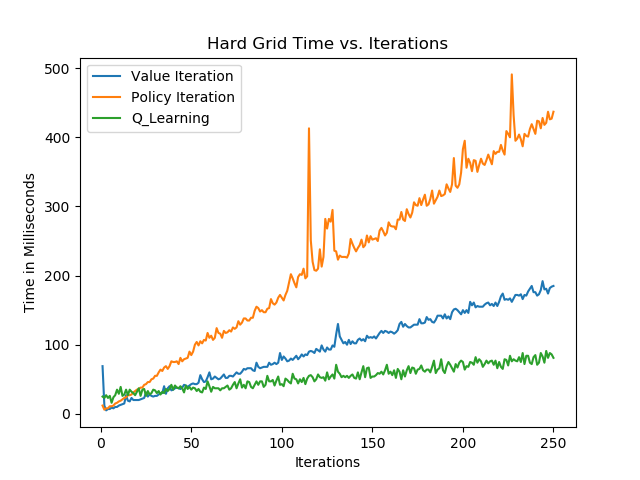 Hard Grid Time vs. Iterations
Value Iteration
Policy Iteration
Q_Learning
Time in Milliseconds
500
400
300
200
100
0
0 50 100 150 200 250
Iterations